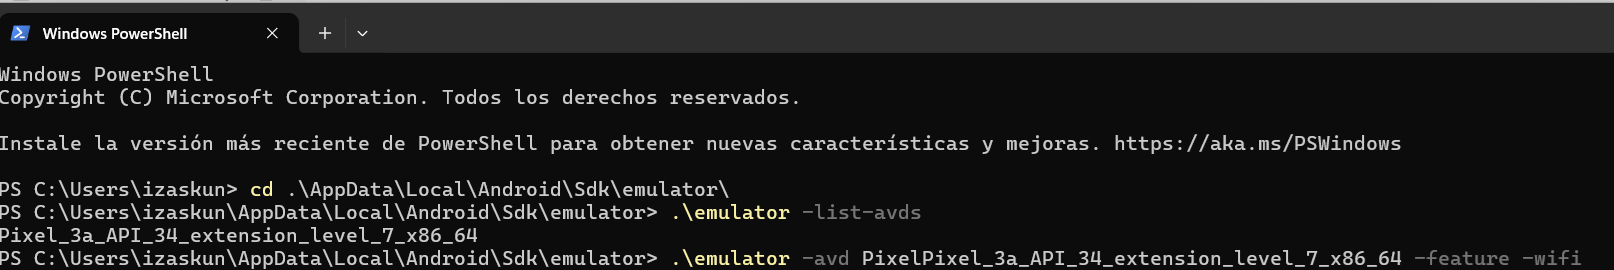 Windows PowerShell
Windows PowerShell
Copyright (C) Microsoft Corporation. Todos los derechos reservados.
Instale la versión más reciente de PowerShell para obtener nuevas características y mejoras. https://aka.ms/PSWindows
PS C:\Users\izaskun> cd .\AppData\Local\Android\Sdk\emulator\
PS C:\Users\izaskun\AppData\Local\Android\Sdk\emulator> .\emulator -list-avds
Pixel_3a_API_34_extension_level_7_x86_64
PS C:\Users\izaskun\AppData\Local\Android\Sdk\emulator> .\emulator -avd PixelPixel_3a_API_34_extension_level_7_x86_64 -feature -wifi